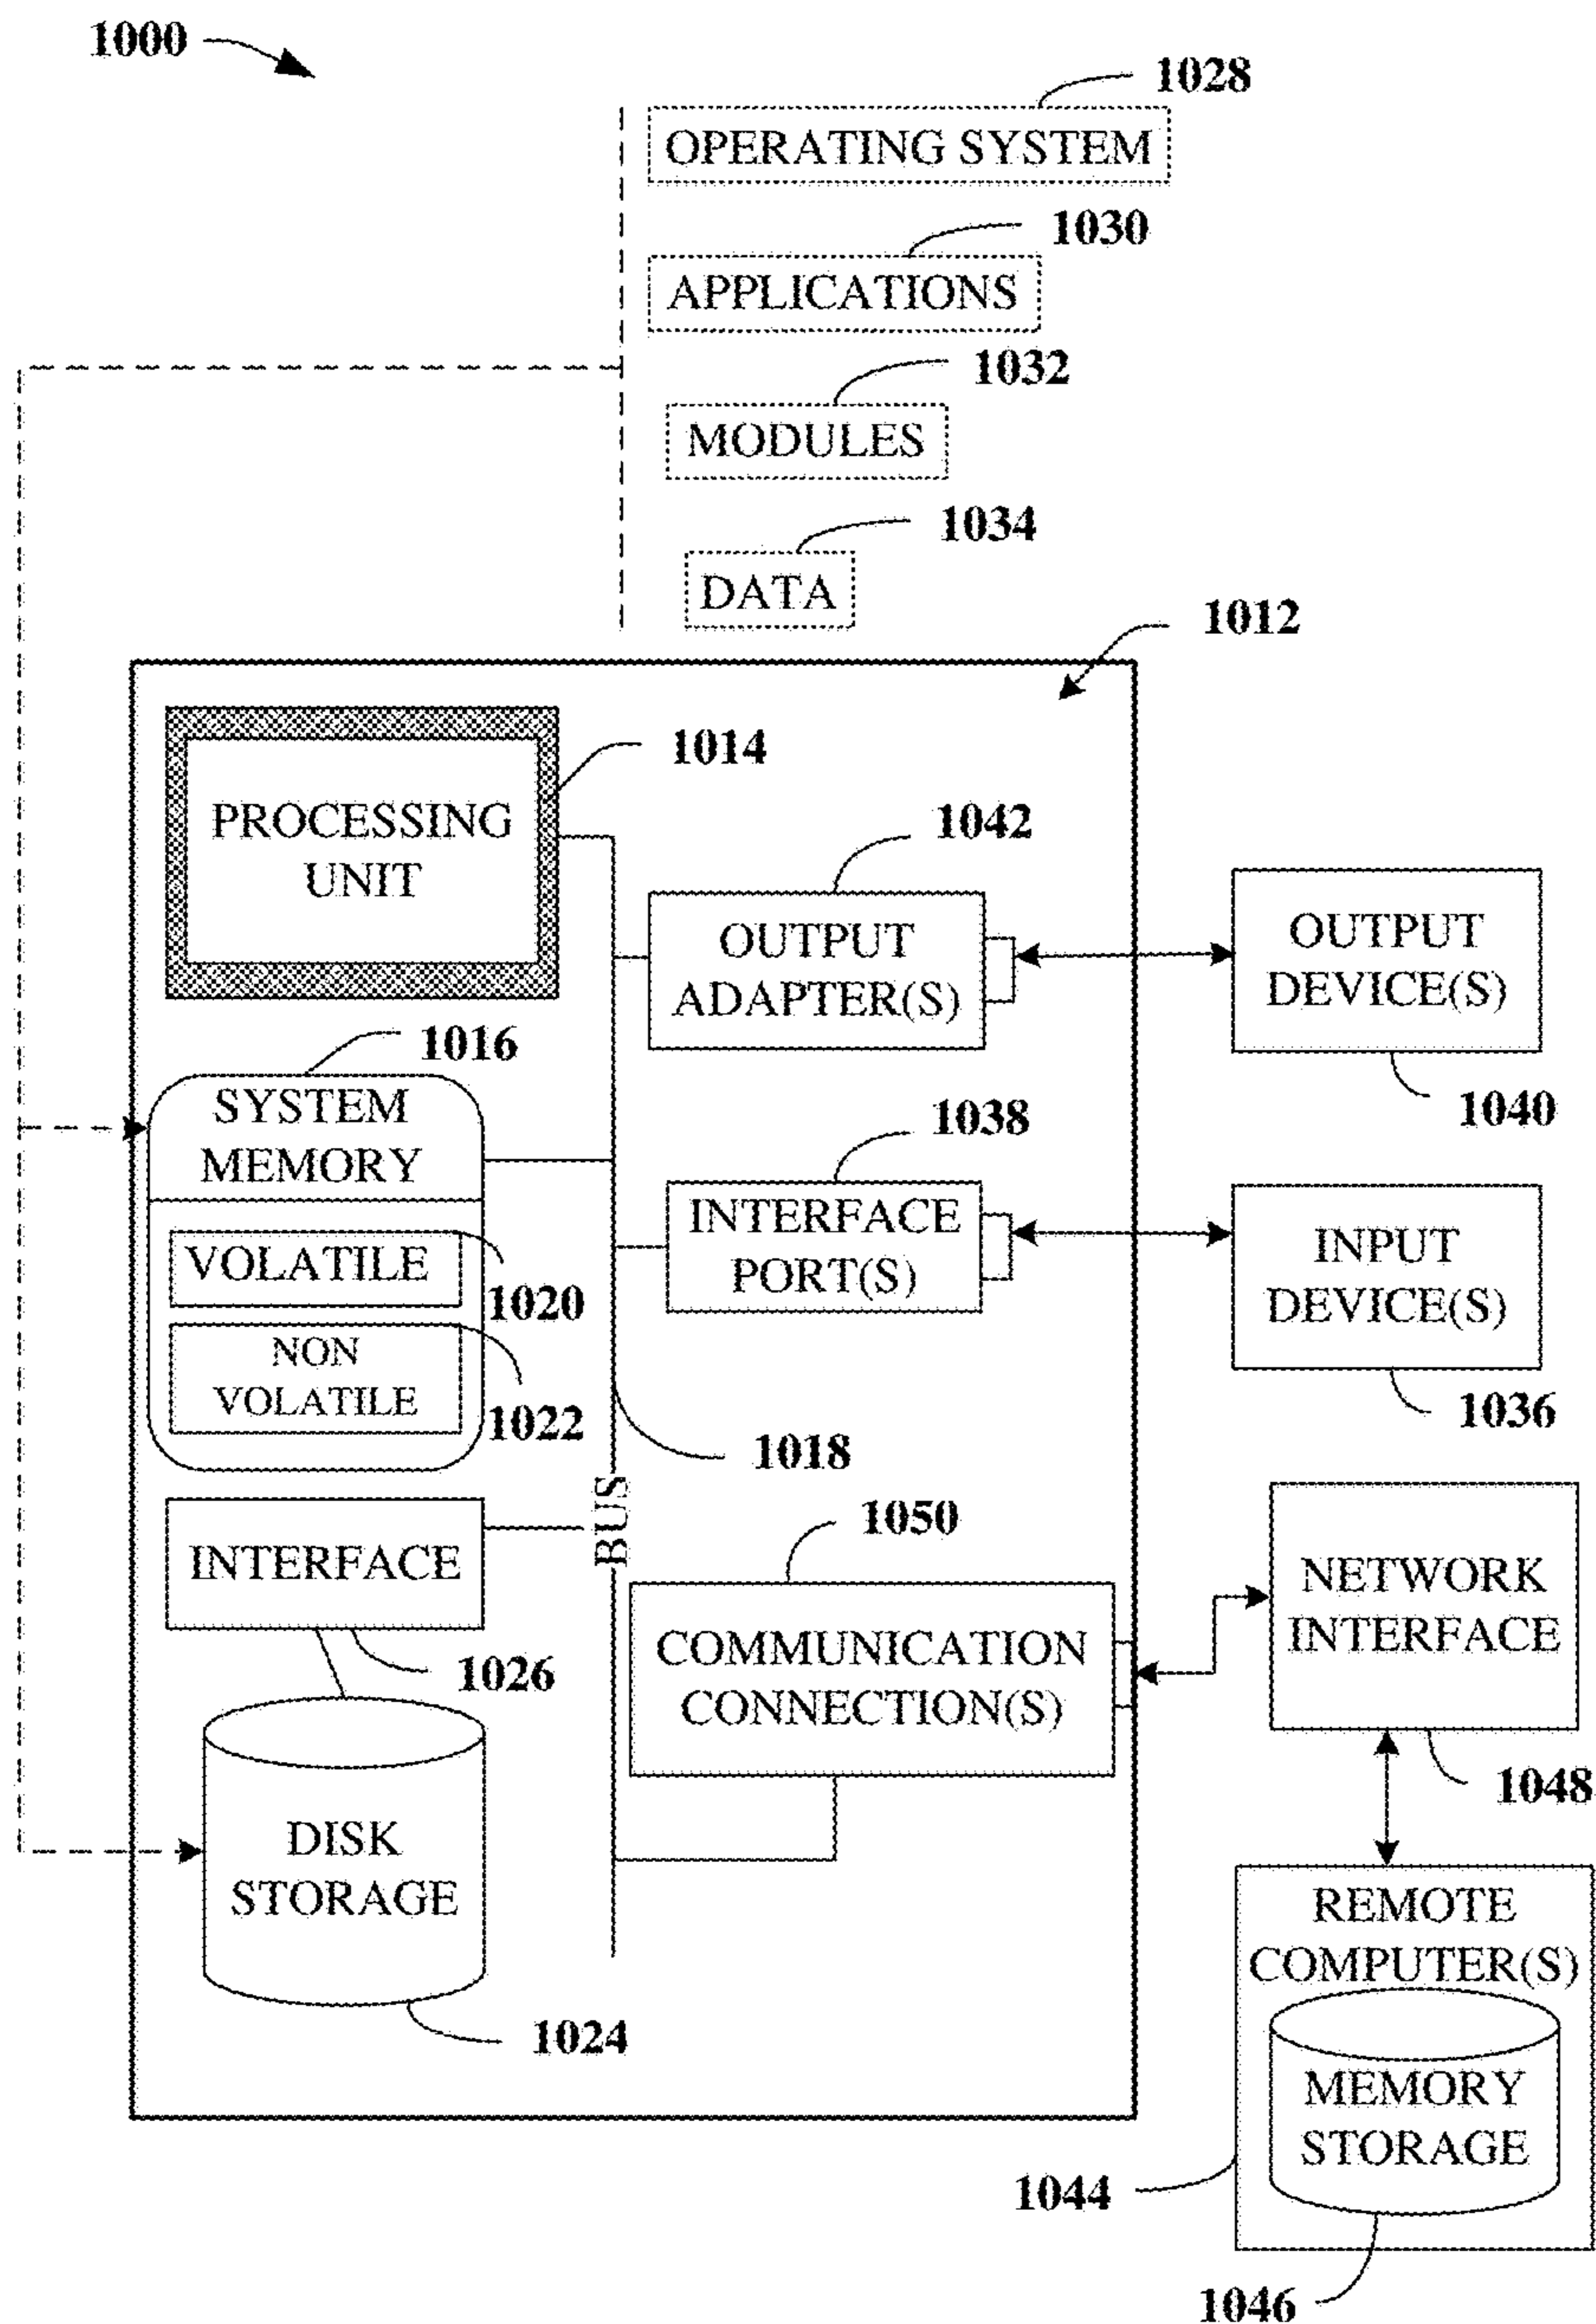 1000
1028
OPERATING SYSTEM
1030
APPLICATIONS
1032
MODULES
1034
DATA
1012
1014
PROCESSING
UNIT
1042
OUTPUT
ADAPTER(S)
OUTPUT
DEVICE(S)
1040
1016
SYSTEM
MEMORY
VOLATILE
1020
NON
VOLATILE
1022
1038
INTERFACE
PORT(S)
INPUT
DEVICE(S)
1036
1018
BUS
INTERFACE
1026
1050
COMMUNICATION
CONNECTION(S)
NETWORK
INTERFACE
1048
DISK
STORAGE
1024
REMOTE
COMPUTER(S)
MEMORY
STORAGE
1044
1046